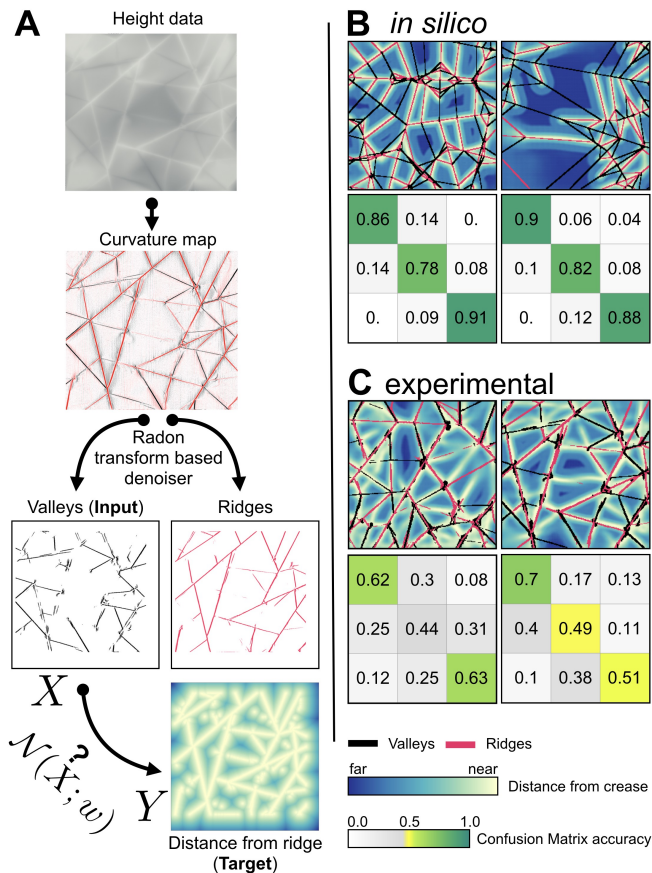 A
Height data
Curvature map
Radon
transform based
denoiser
Valleys (Input)
Ridges
X
?
N(X; w)
Y
Distance from ridge
(Target)
B in silico
0.86 0.14 0.
0.14 0.78 0.08
0. 0.09 0.91
0.9 0.06 0.04
0.1 0.82 0.08
0. 0.12 0.88
C experimental
0.62 0.3 0.08
0.25 0.44 0.31
0.12 0.25 0.63
0.7 0.17 0.13
0.4 0.49 0.11
0.1 0.38 0.51
Valleys Ridges
far near
Distance from crease
0.0 0.5 1.0
Confusion Matrix accuracy